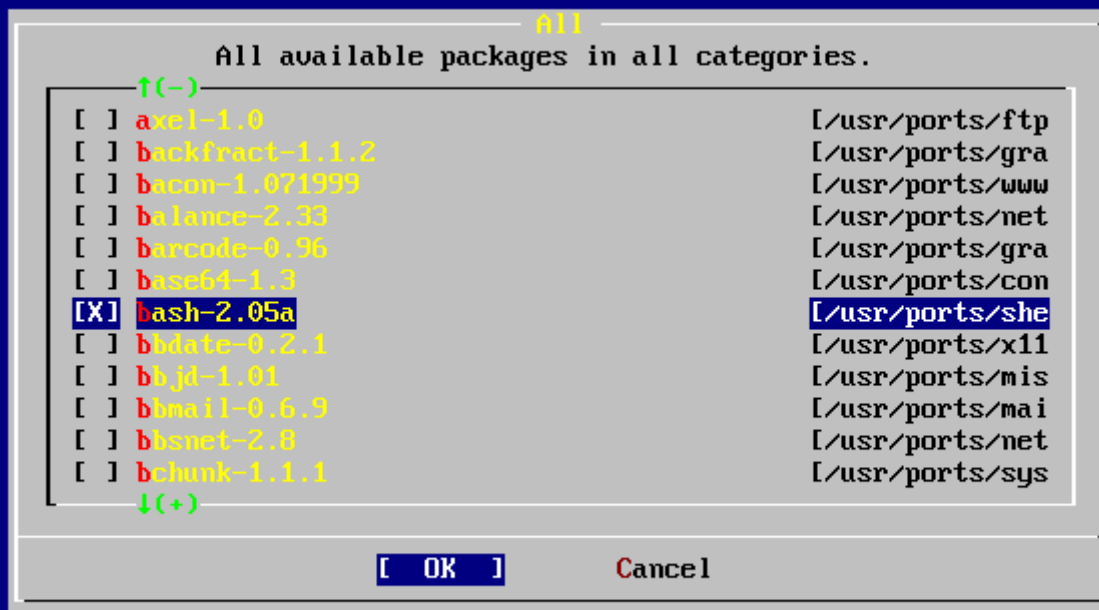 All
All available packages in all categories.
↑(-)
[ ] axel-1.0 [/usr/ports/ftp
[ ] backfract-1.1.2 [/usr/ports/gra
[ ] bacon-1.071999 [/usr/ports/www
[ ] balance-2.33 [/usr/ports/net
[ ] barcode-0.96 [/usr/ports/gra
[ ] base64-1.3 [/usr/ports/con
[X] bash-2.05a [/usr/ports/she
[ ] bbdate-0.2.1 [/usr/ports/x11
[ ] bbjd-1.01 [/usr/ports/mis
[ ] bbmail-0.6.9 [/usr/ports/mai
[ ] bbsnet-2.8 [/usr/ports/net
[ ] bchunk-1.1.1 [/usr/ports/sys
↓(+)
[ OK ] Cancel